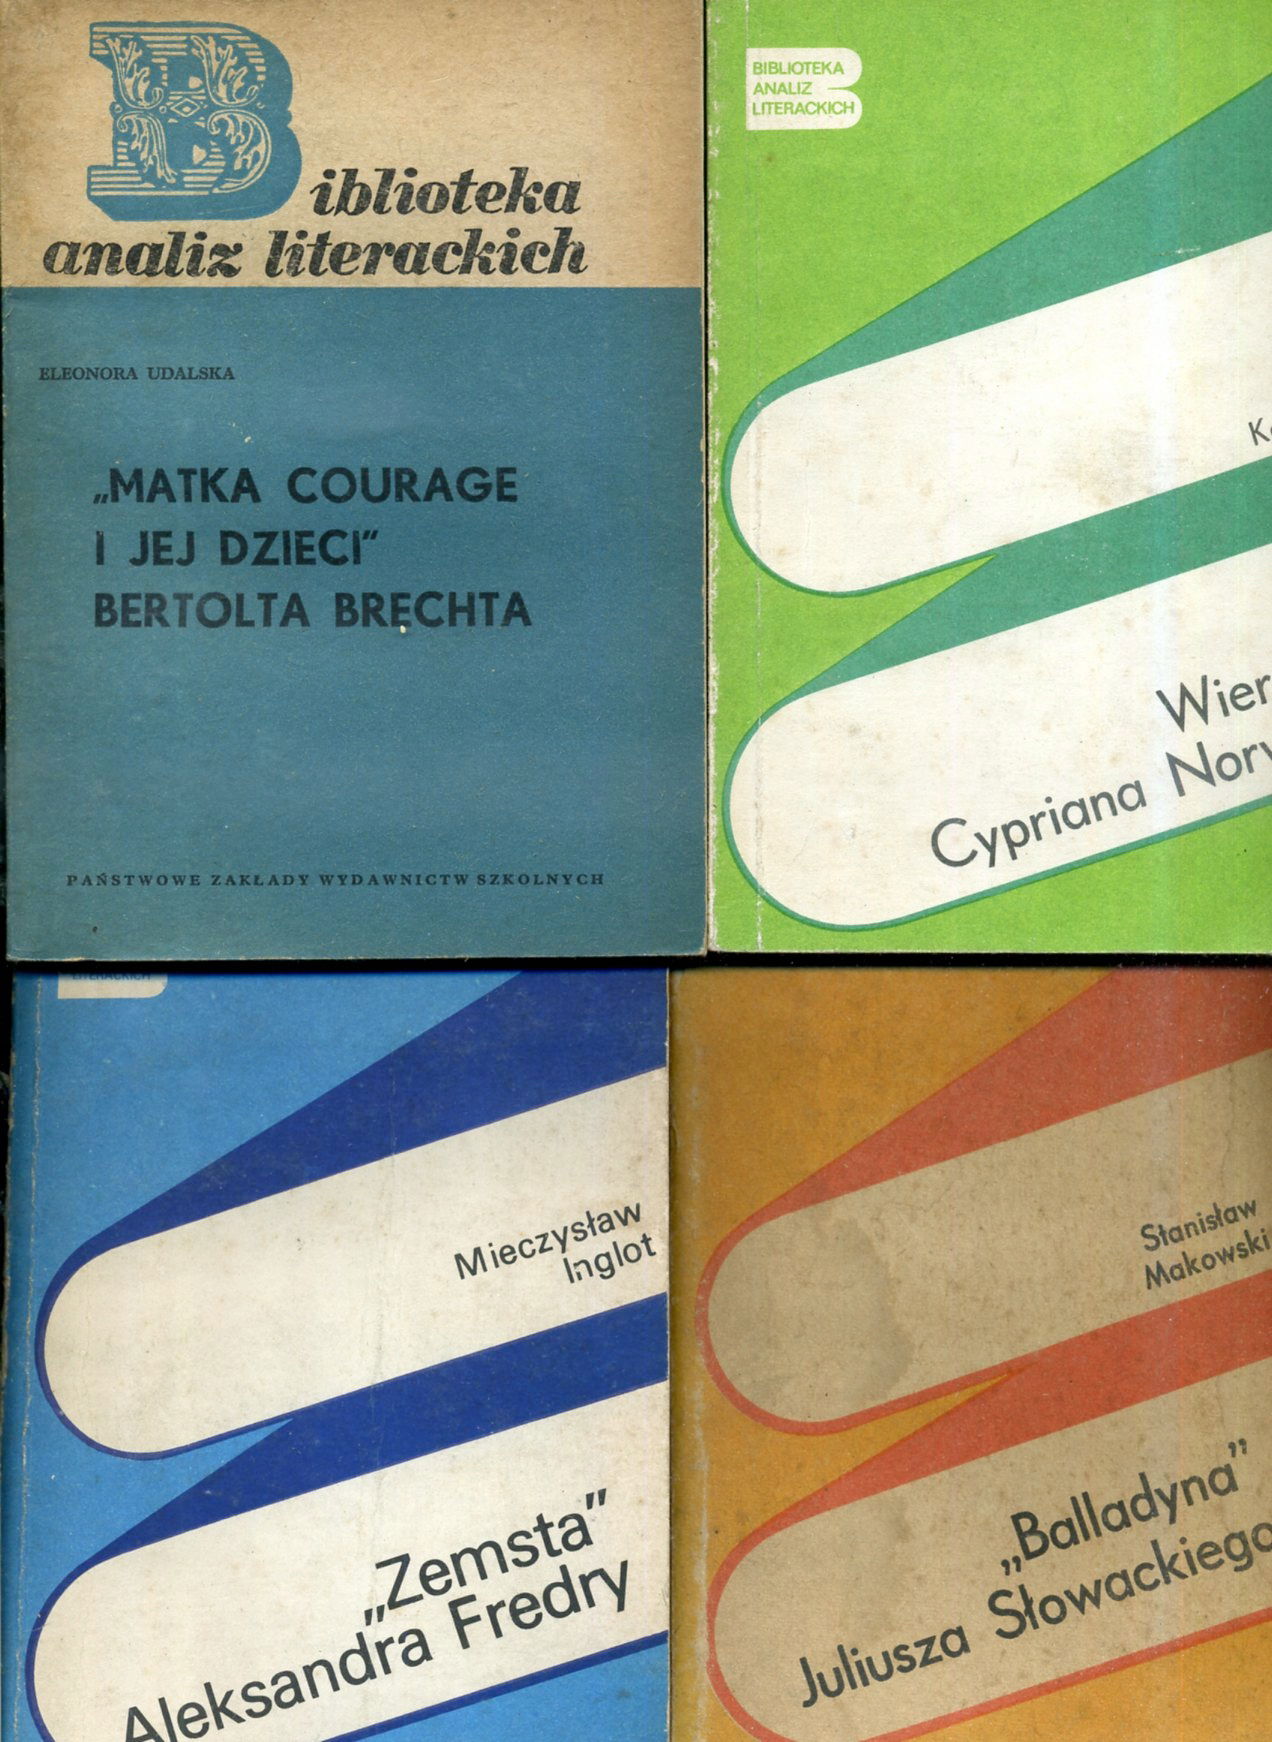 Biblioteka
analiz literackich
ELEONORA UDALSKA
„MATKA COURAGE
I JEJ DZIECI”
BERTOLTA BRECHTA
PAŃSTWOWE ZAKŁADY WYDAWNICTW SZKOLNYCH
BIBLIOTEKA
ANALIZ
LITERACKICH
Cypriana
LITERACKICH
Mieczysław
Inglot
„Zemsta”
Aleksandra Fredry
Stanisław
Makowski
„Balladyna”
Juliusza Słowackiego